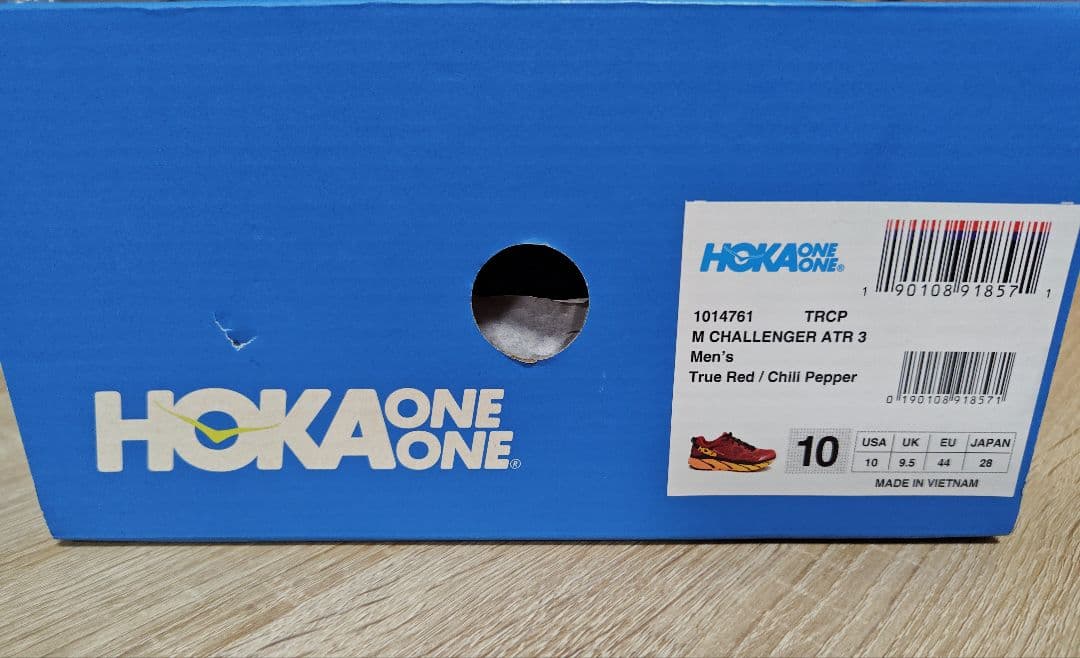 HOKA ONE
ONE®
HOKA ONE
ONE®
1 90108 91857 1
1014761 TRCP
M CHALLENGER ATR 3
Men's
True Red / Chili Pepper
0 190108 918571
HOKA
10
USA UK EU JAPAN
10 9.5 44 28
MADE IN VIETNAM